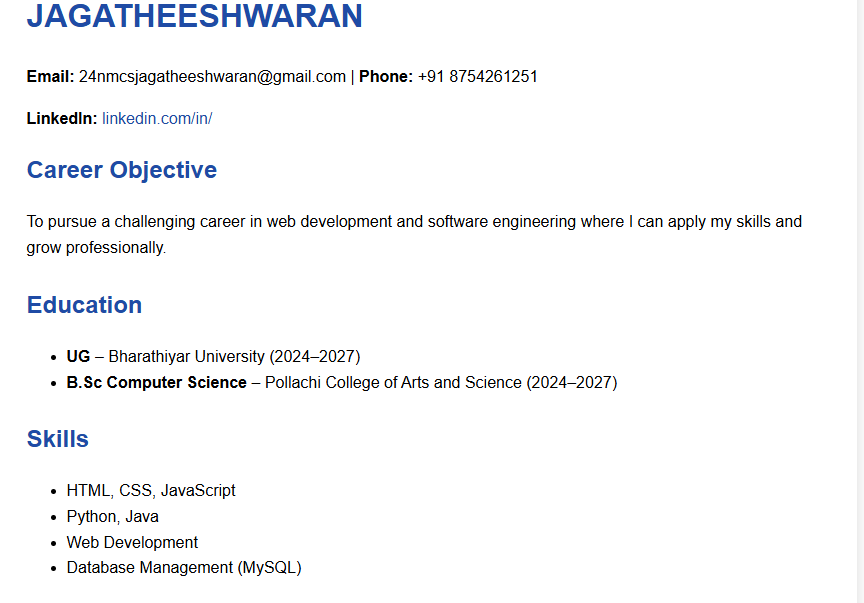 JAGATHEESHWARAN
Email: 24nmcsjagatheeshwaran@gmail.com | Phone: +91 8754261251
LinkedIn: linkedin.com/in/
Career Objective
To pursue a challenging career in web development and software engineering where I can apply my skills and
grow professionally.
Education
• UG – Bharathiyar University (2024–2027)
• B.Sc Computer Science – Pollachi College of Arts and Science (2024–2027)
Skills
• HTML, CSS, JavaScript
• Python, Java
• Web Development
• Database Management (MySQL)